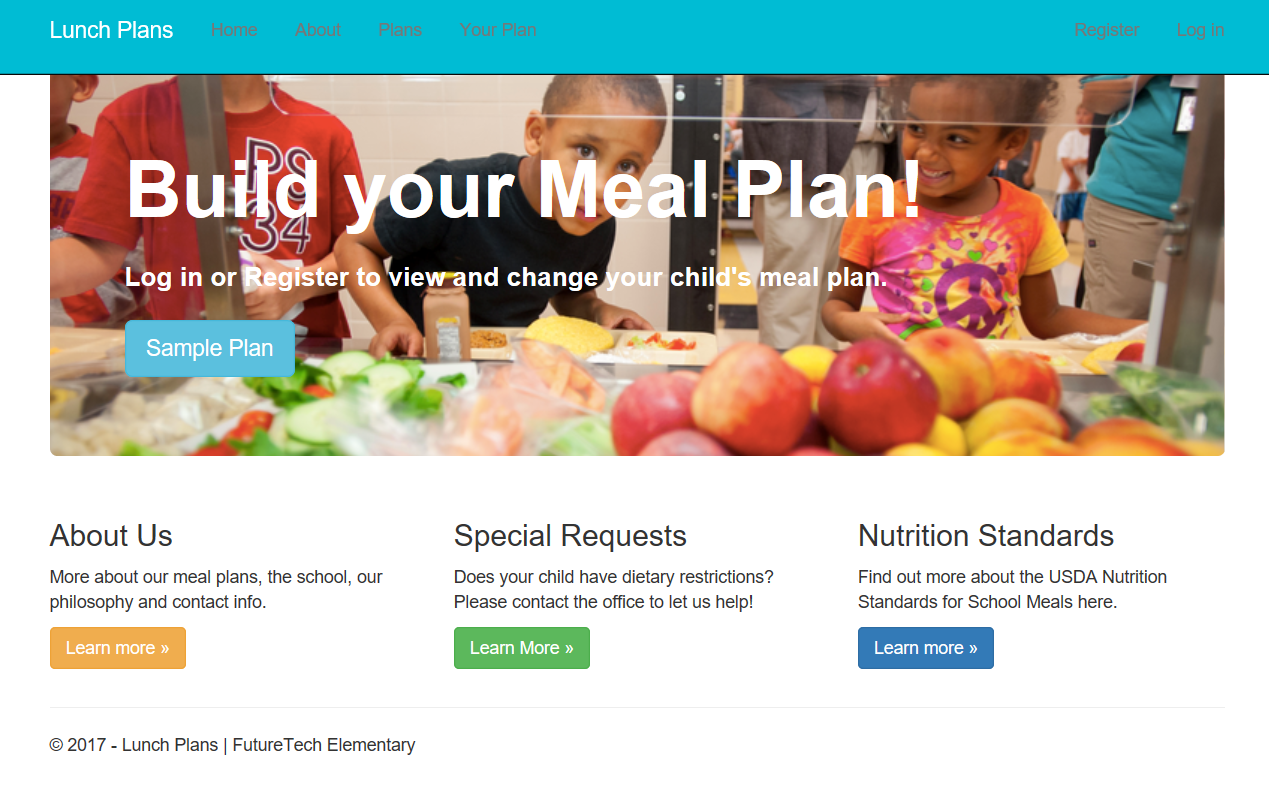 Lunch Plans Home About Plans Your Plan Register Log in
PS
34
Build your Meal Plan!
Log in or Register to view and change your child's meal plan.
Sample Plan
About Us
More about our meal plans, the school, our
philosophy and contact info.
Learn more »
Special Requests
Does your child have dietary restrictions?
Please contact the office to let us help!
Learn More »
Nutrition Standards
Find out more about the USDA Nutrition
Standards for School Meals here.
Learn more »
© 2017 - Lunch Plans | FutureTech Elementary